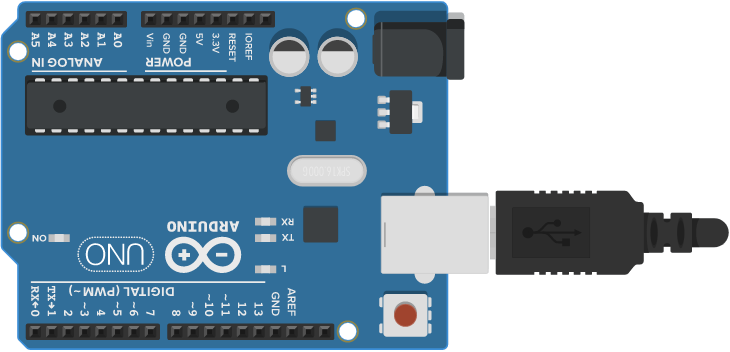 A5 A4 A3 A2 A1 A0
Vin GND GND 5V 3.3V RESET IOREF
ANALOG IN
POWER
SMT16.000G
ARDUINO
UNO
ON
RX
TX
L
DIGITAL (PWM ~)
RX←0 TX→1 2 ~3 4 ~5 ~6 7
8 ~9 ~10 ~11 12 13 GND AREF